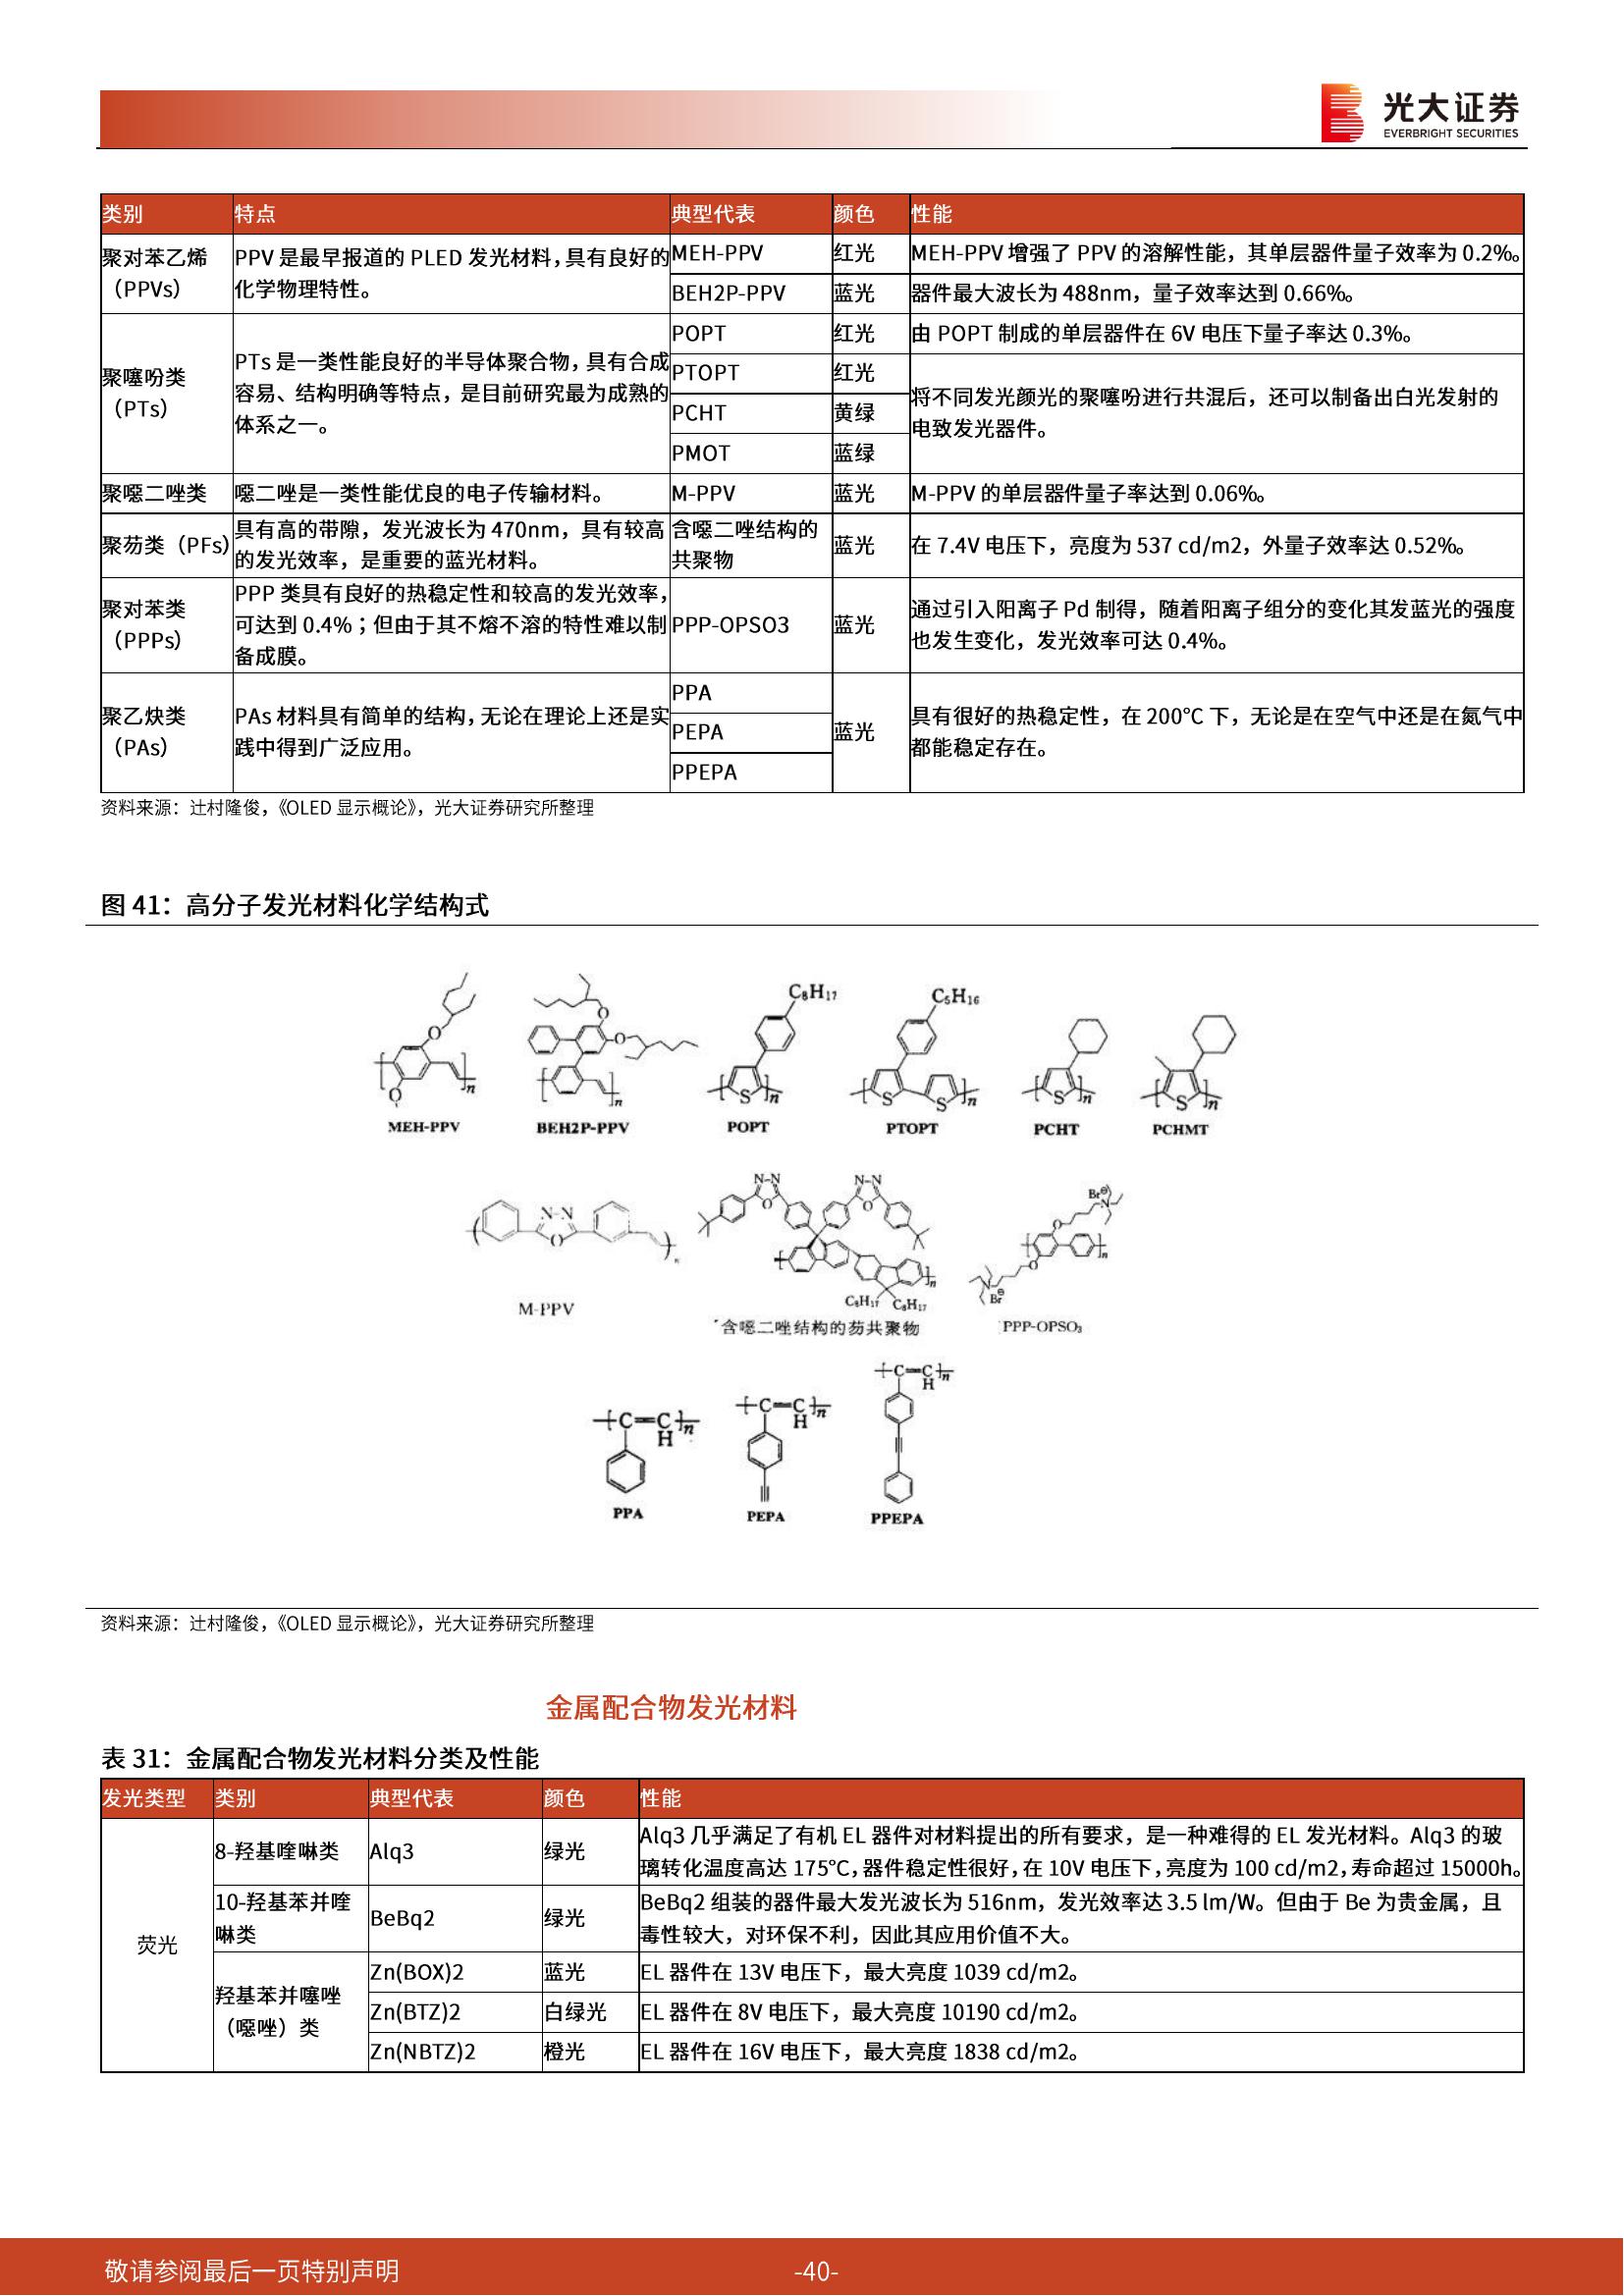 光大证券
EVERBRIGHT SECURITIES
类别 特点 典型代表 颜色 性能
聚对苯乙烯
（PPVs）
PPV 是最早报道的 PLED 发光材料，具有良好的
化学物理特性。
MEH-PPV 红光 MEH-PPV 增强了 PPV 的溶解性能，其单层器件量子效率为 0.2%。
BEH2P-PPV 蓝光 器件最大波长为 488nm，量子效率达到 0.66%。
聚噻吩类
（PTs）
PTs 是一类性能良好的半导体聚合物，具有合成
容易、结构明确等特点，是目前研究最为成熟的
体系之一。
POPT 红光 由 POPT 制成的单层器件在 6V 电压下量子率达 0.3%。
PTOPT 红光
PCHT 黄绿
PMOT 蓝绿
将不同发光颜光的聚噻吩进行共混后，还可以制备出白光发射的
电致发光器件。
聚噁二唑类 噁二唑是一类性能优良的电子传输材料。 M-PPV 蓝光 M-PPV 的单层器件量子率达到 0.06%。
聚芴类（PFs）
具有高的带隙，发光波长为 470nm，具有较高
的发光效率，是重要的蓝光材料。
含噁二唑结构的
共聚物
蓝光 在 7.4V 电压下，亮度为 537 cd/m2，外量子效率达 0.52%。
聚对苯类
（PPPs）
PPP 类具有良好的热稳定性和较高的发光效率，
可达到 0.4%；但由于其不熔不溶的特性难以制
备成膜。
PPP-OPSO3 蓝光
通过引入阳离子 Pd 制得，随着阳离子组分的变化其发蓝光的强度
也发生变化，发光效率可达 0.4%。
聚乙炔类
（PAs）
PAs 材料具有简单的结构，无论在理论上还是实
践中得到广泛应用。
PPA
PEPA
PPEPA
蓝光
具有很好的热稳定性，在 200℃ 下，无论是在空气中还是在氮气中
都能稳定存在。
资料来源：辻村隆俊，《OLED 显示概论》，光大证券研究所整理
图 41：高分子发光材料化学结构式
C8H17 C5H16
O O O O
S n S S n S n S n
n n
MEH-PPV BEH2P-PPV POPT PTOPT PCHT PCHMT
N-N N-N N-N Br⊖ N
O O O O
n n n
C8H17 C8H17 O N Br⊖
M-PPV 含噁二唑结构的芴共聚物 PPP-OPSO3
C=C H n C=C H n C=C H n
PPA PEPA PPEPA
资料来源：辻村隆俊，《OLED 显示概论》，光大证券研究所整理
金属配合物发光材料
表 31：金属配合物发光材料分类及性能
发光类型 类别 典型代表 颜色 性能
荧光
8-羟基喹啉类 Alq3 绿光
Alq3 几乎满足了有机 EL 器件对材料提出的所有要求，是一种难得的 EL 发光材料。Alq3 的玻
璃转化温度高达 175℃，器件稳定性很好，在 10V 电压下，亮度为 100 cd/m2，寿命超过 15000h。
10-羟基苯并喹
啉类
BeBq2 绿光
BeBq2 组装的器件最大发光波长为 516nm，发光效率达 3.5 lm/W。但由于 Be 为贵金属，且
毒性较大，对环保不利，因此其应用价值不大。
羟基苯并噻唑
（噁唑）类
Zn(BOX)2 蓝光 EL 器件在 13V 电压下，最大亮度 1039 cd/m2。
Zn(BTZ)2 白绿光 EL 器件在 8V 电压下，最大亮度 10190 cd/m2。
Zn(NBTZ)2 橙光 EL 器件在 16V 电压下，最大亮度 1838 cd/m2。
敬请参阅最后一页特别声明 -40-